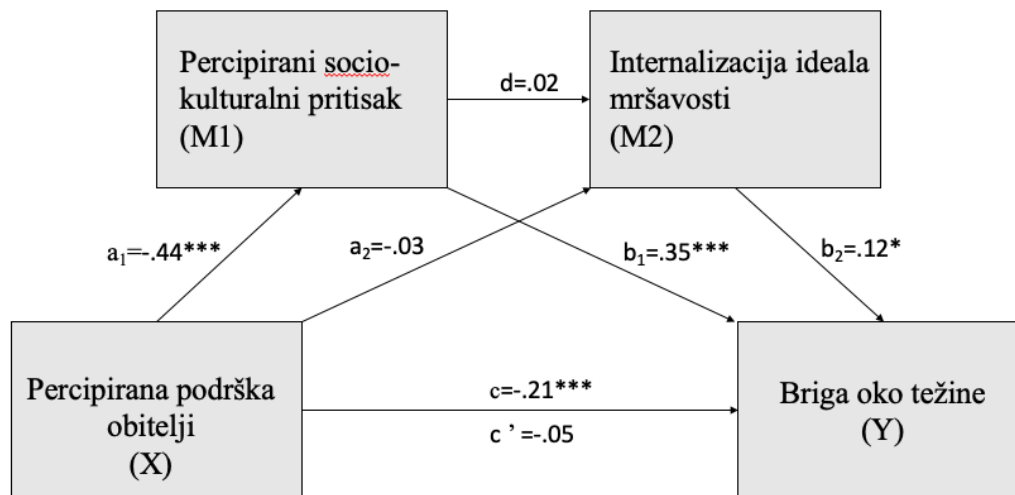 Percipirani socio-
kulturalni pritisak
(M1)
d=.02
Internalizacija ideala
mršavosti
(M2)
a₁=-.44***
a₂=-.03
b₁=.35***
b₂=.12*
Percipirana podrška
obitelji
(X)
c=-.21***
c ’=-.05
Briga oko težine
(Y)